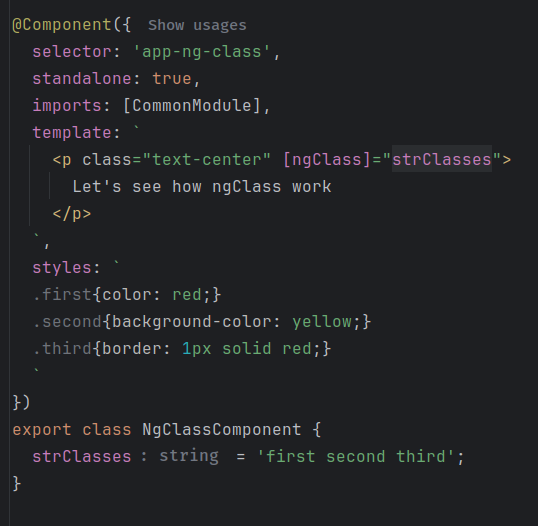 @Component({ Show usages
  selector: 'app-ng-class',
  standalone: true,
  imports: [CommonModule],
  template: `
    <p class="text-center" [ngClass]="strClasses">
      Let's see how ngClass work
    </p>
  `,
  styles: `
  .first{color: red;}
  .second{background-color: yellow;}
  .third{border: 1px solid red;}
  `
})
export class NgClassComponent {
  strClasses : string = 'first second third';
}